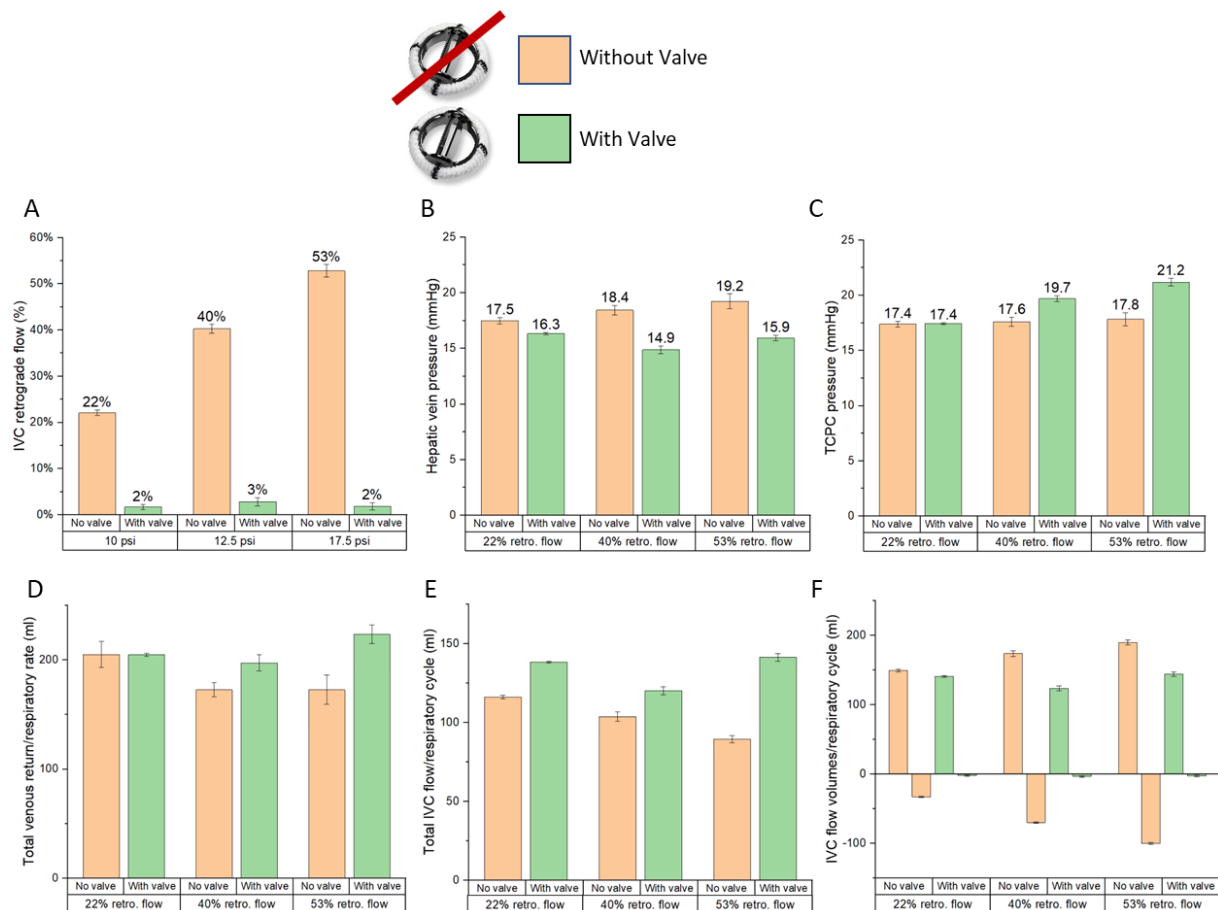 Without Valve
With Valve
A
IVC retrograde flow (%)
60%
50%
40%
30%
20%
10%
0%
22%
2%
40%
3%
53%
2%
No valve With valve No valve With valve No valve With valve
10 psi 12.5 psi 17.5 psi
B
Hepatic vein pressure (mmHg)
25
20
15
10
5
0
17.5
16.3
18.4
14.9
19.2
15.9
No valve With valve No valve With valve No valve With valve
22% retro. flow 40% retro. flow 53% retro. flow
C
TCPC pressure (mmHg)
25
20
15
10
5
0
17.4
17.4
17.6
19.7
17.8
21.2
No valve With valve No valve With valve No valve With valve
22% retro. flow 40% retro. flow 53% retro. flow
D
Total venous return/respiratory rate (ml)
200
100
0
No valve With valve No valve With valve No valve With valve
22% retro. flow 40% retro. flow 53% retro. flow
E
Total IVC flow/respiratory cycle (ml)
150
100
50
0
No valve With valve No valve With valve No valve With valve
22% retro. flow 40% retro. flow 53% retro. flow
F
IVC flow volumes/respiratory cycle (ml)
200
100
0
-100
No valve With valve No valve With valve No valve With valve
22% retro. flow 40% retro. flow 53% retro. flow